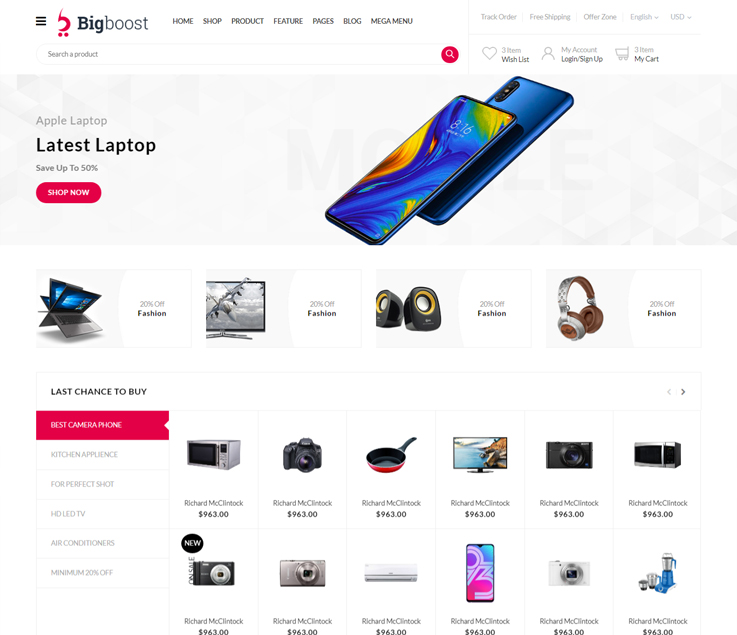 Bigboost
HOME SHOP PRODUCT FEATURE PAGES BLOG MEGA MENU
Track Order Free Shipping Offer Zone English USD
Search a product
3 Item
Wish List
My Account
Login/Sign Up
3 Item
My Cart
MOBILE
Apple Laptop
Latest Laptop
Save Up To 50%
SHOP NOW
8:16
20% Off
Fashion
20% Off
Fashion
20% Off
Fashion
20% Off
Fashion
LAST CHANCE TO BUY
BEST CAMERA PHONE
KITCHEN APPLIENCE
FOR PERFECT SHOT
HD LED TV
AIR CONDITIONERS
MINIMUM 20% OFF
Richard McClintock Richard McClintock Richard McClintock Richard McClintock Richard McClintock Richard McClintock
$963.00 $963.00 $963.00 $963.00 $963.00 $963.00
NEW
ON SALE
Richard McClintock Richard McClintock Richard McClintock Richard McClintock Richard McClintock Richard McClintock
$963.00 $963.00 $963.00 $963.00 $963.00 $963.00